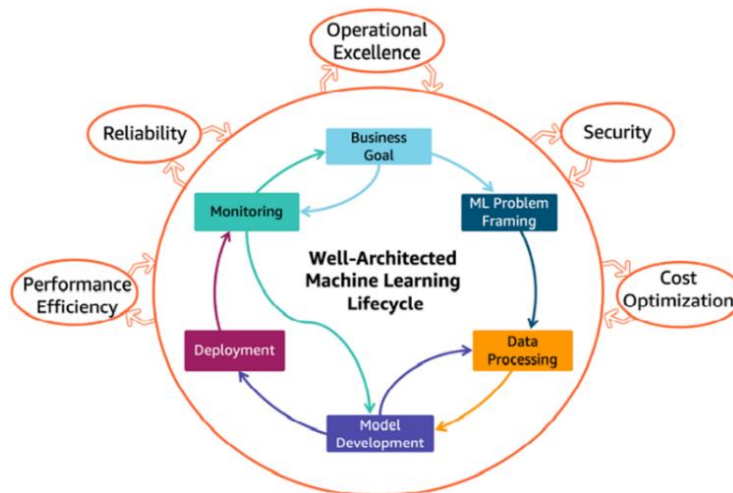 Operational
Excellence
Reliability
Security
Business
Goal
Monitoring
ML Problem
Framing
Well-Architected
Machine Learning
Lifecycle
Performance
Efficiency
Cost
Optimization
Deployment
Data
Processing
Model
Development